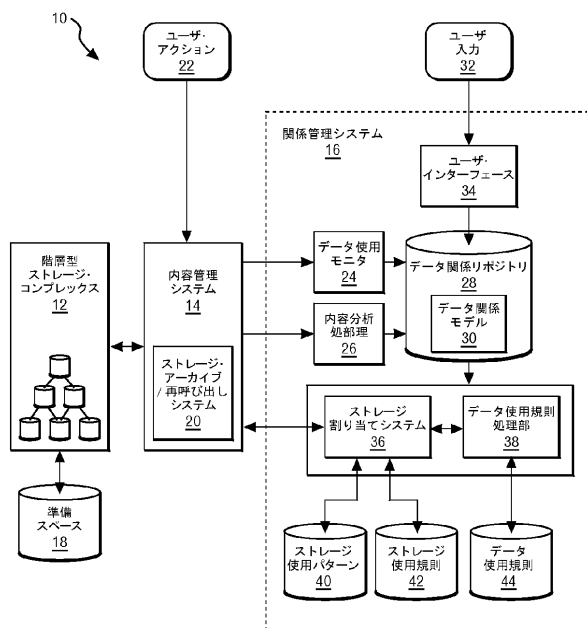 10
ユーザ・
アクション
22
ユーザ
入力
32
関係管理システム
16
ユーザ・
インターフェース
34
階層型
ストレージ・
コンプレックス
12
内容管理
システム
14
データ使用
モニタ
24
データ関係リポジトリ
28
データ関係
モデル
30
内容分析
処部理
26
ストレージ・
アーカイブ
/再呼び出し
システム
20
ストレージ
割り当てシステム
36
データ使用規則
処理部
38
準備
スペース
18
ストレージ
使用パターン
40
ストレージ
使用規則
42
データ
使用規則
44